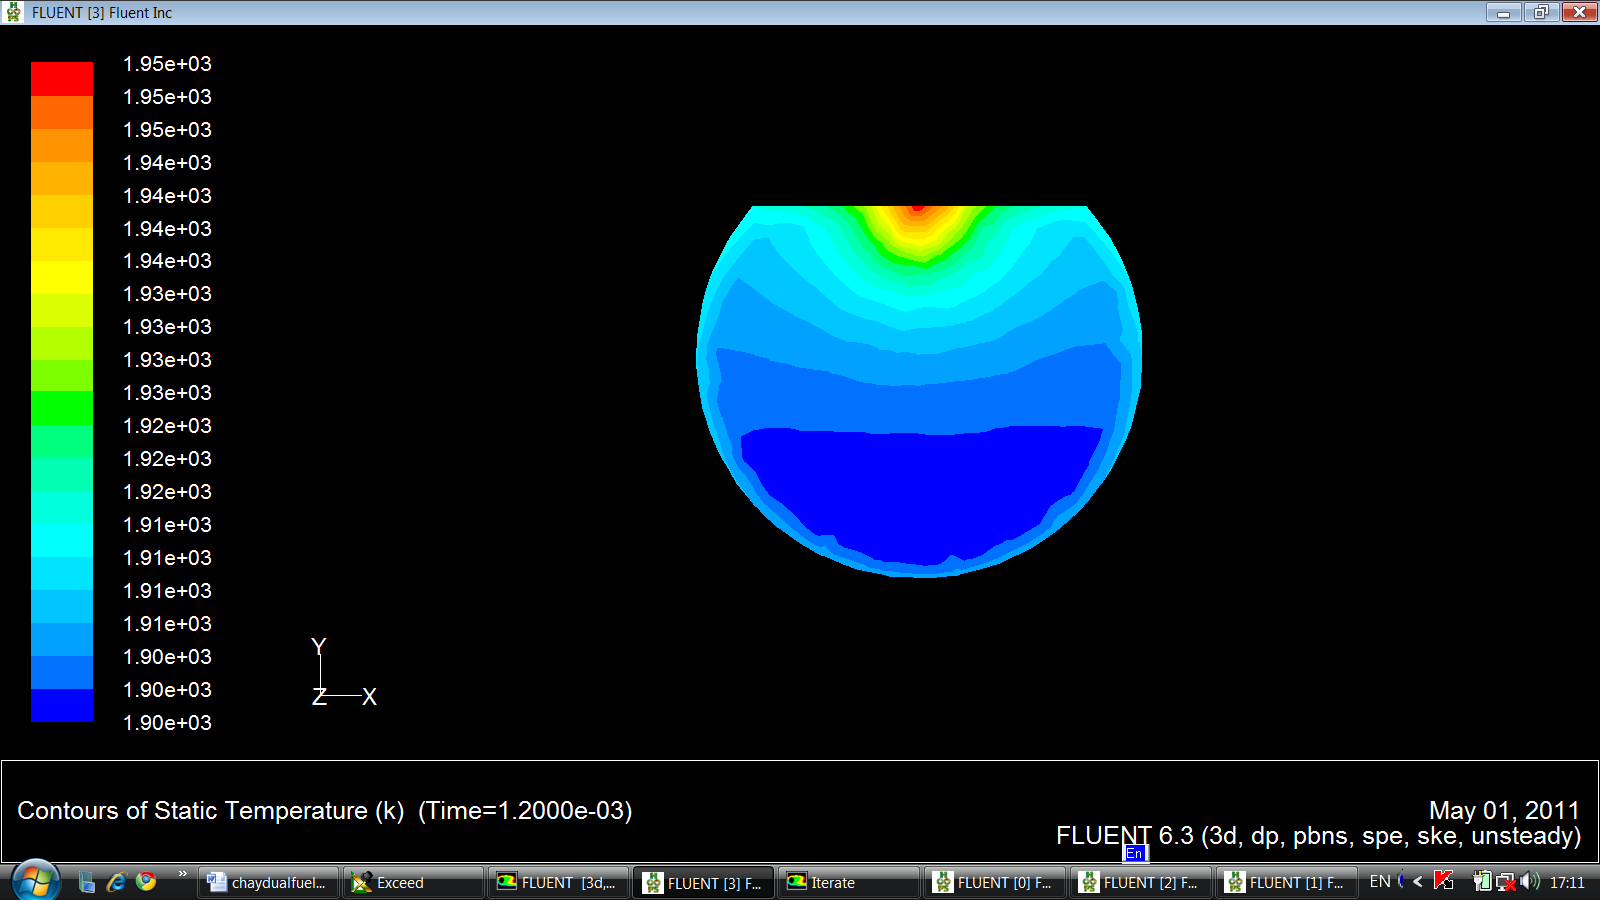 FLUENT [3] Fluent Inc
1.95e+03
1.95e+03
1.95e+03
1.94e+03
1.94e+03
1.94e+03
1.94e+03
1.93e+03
1.93e+03
1.93e+03
1.93e+03
1.92e+03
1.92e+03
1.92e+03
1.91e+03
1.91e+03
1.91e+03
1.91e+03
1.90e+03
1.90e+03
1.90e+03
Y
Z X
Contours of Static Temperature (k) (Time=1.2000e-03)
May 01, 2011
FLUENT 6.3 (3d, dp, pbns, spe, ske, unsteady)
En
chaydualfuel...
Exceed
FLUENT [3d,...
FLUENT [3] F...
Iterate
FLUENT [0] F...
FLUENT [2] F...
FLUENT [1] F...
EN
17:11